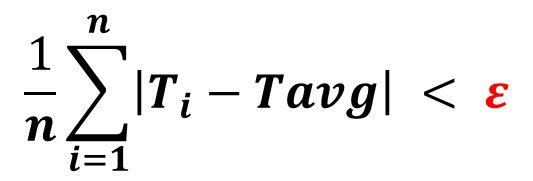 1/n ∑_{i=1}^{n} |T_i − Tavg| < ε